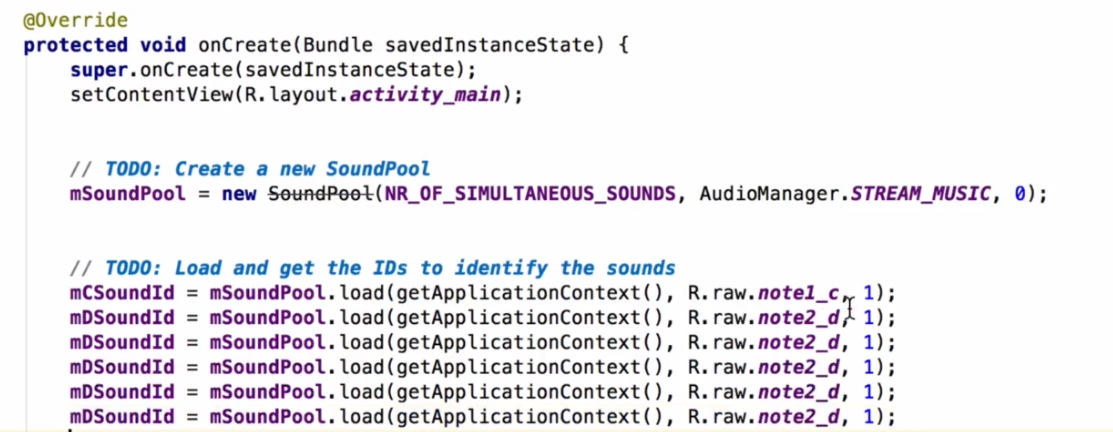 @Override
protected void onCreate(Bundle savedInstanceState) {
super.onCreate(savedInstanceState);
setContentView(R.layout.activity_main);
// TODO: Create a new SoundPool
mSoundPool = new SoundPool(NR_OF_SIMULTANEOUS_SOUNDS, AudioManager.STREAM_MUSIC, 0);
// TODO: Load and get the IDs to identify the sounds
mCSoundId = mSoundPool.load(getApplicationContext(), R.raw.note1_c, 1);
mDSoundId = mSoundPool.load(getApplicationContext(), R.raw.note2_d, 1);
mDSoundId = mSoundPool.load(getApplicationContext(), R.raw.note2_d, 1);
mDSoundId = mSoundPool.load(getApplicationContext(), R.raw.note2_d, 1);
mDSoundId = mSoundPool.load(getApplicationContext(), R.raw.note2_d, 1);
mDSoundId = mSoundPool.load(getApplicationContext(), R.raw.note2_d, 1);